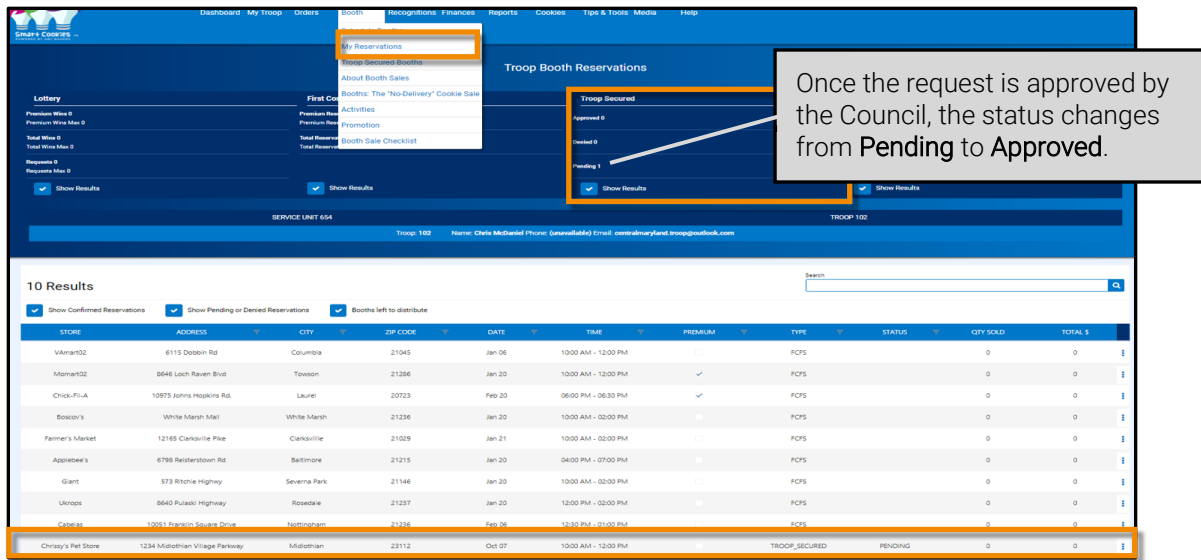 Dashboard My Troop Orders Booth Recognitions Finances Reports Cookies Tips & Tools Media Help
Smart Cookies
My Reservations
Troop Secured Booths
About Booth Sales
Booths: The "No-Delivery" Cookie Sale
Activities
Promotion
Booth Sale Checklist
Troop Booth Reservations
Once the request is approved by
the Council, the status changes
from Pending to Approved.
Lottery First Co Troop Secured
Premium Wins 0 Premium Res Approved 0
Premium Wins Max 0 Premium Res
Total Wins 0 Total Reserva Denied 0
Total Wins Max 0 Total Reserva
Requests 0 Pending 1
Requests Max 0
Show Results Show Results Show Results Show Results
SERVICE UNIT 654 TROOP 102
Troop: 102 Name: Chris McDaniel Phone: (unavailable) Email: centralmaryland.troop@outlook.com
Search
10 Results
Show Confirmed Reservations Show Pending or Denied Reservations Booths left to distribute
STORE ADDRESS CITY ZIP CODE DATE TIME PREMIUM TYPE STATUS QTY SOLD TOTAL $
VAmart02 6115 Dobbin Rd Columbia 21045 Jan 06 10:00 AM - 12:00 PM FCFS 0 0
Momart02 8646 Loch Raven Blvd Towson 21286 Jan 20 10:00 AM - 12:00 PM FCFS 0 0
Chick-Fil-A 10975 Johns Hopkins Rd. Laurel 20723 Feb 20 06:00 PM - 06:30 PM FCFS 0 0
Boscov's White Marsh Mall White Marsh 21236 Jan 20 10:00 AM - 02:00 PM FCFS 0 0
Farmer's Market 12165 Clarksville Pike Clarksville 21029 Jan 21 10:00 AM - 02:00 PM FCFS 0 0
Applebee's 6798 Reisterstown Rd Baltimore 21215 Jan 20 04:00 PM - 07:00 PM FCFS 0 0
Giant 573 Ritchie Highwy Severna Park 21146 Jan 20 10:00 AM - 02:00 PM FCFS 0 0
Ukrops 8640 Pulaski Highway Rosedale 21237 Jan 20 12:00 PM - 02:00 PM FCFS 0 0
Cabelas 10051 Franklin Square Drive Nottingham 21236 Feb 06 12:30 PM - 01:00 PM FCFS 0 0
Chrissy's Pet Store 1234 Midlothian Village Parkway Midlothian 23112 Oct 07 10:00 AM - 12:00 PM TROOP_SECURED PENDING 0 0